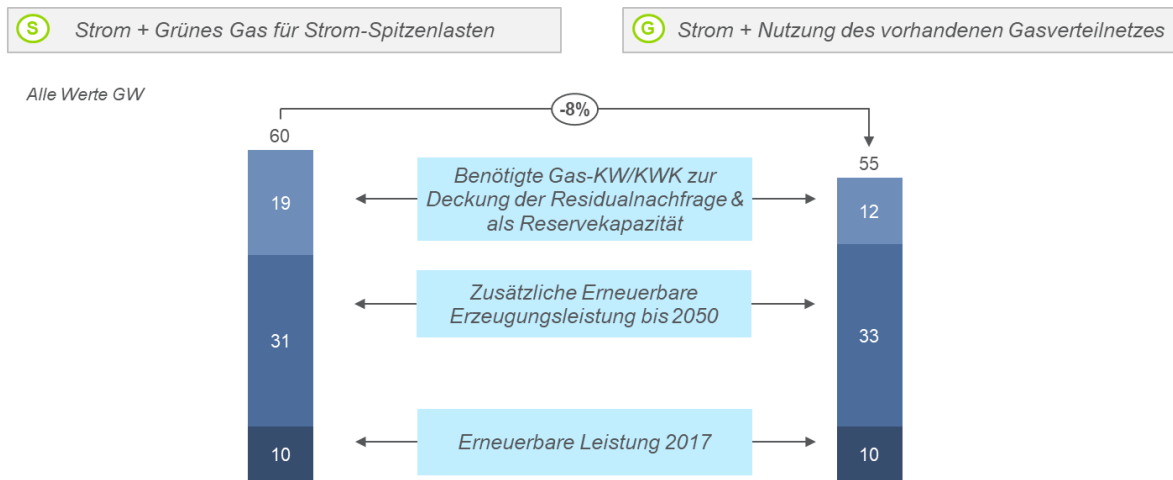 S Strom + Grünes Gas für Strom-Spitzenlasten
G Strom + Nutzung des vorhandenen Gasverteilnetzes
Alle Werte GW
-8%
60
55
19
Benötigte Gas-KW/KWK zur
Deckung der Residualnachfrage &
als Reservekapazität
12
31
Zusätzliche Erneuerbare
Erzeugungsleistung bis 2050
33
10
Erneuerbare Leistung 2017
10